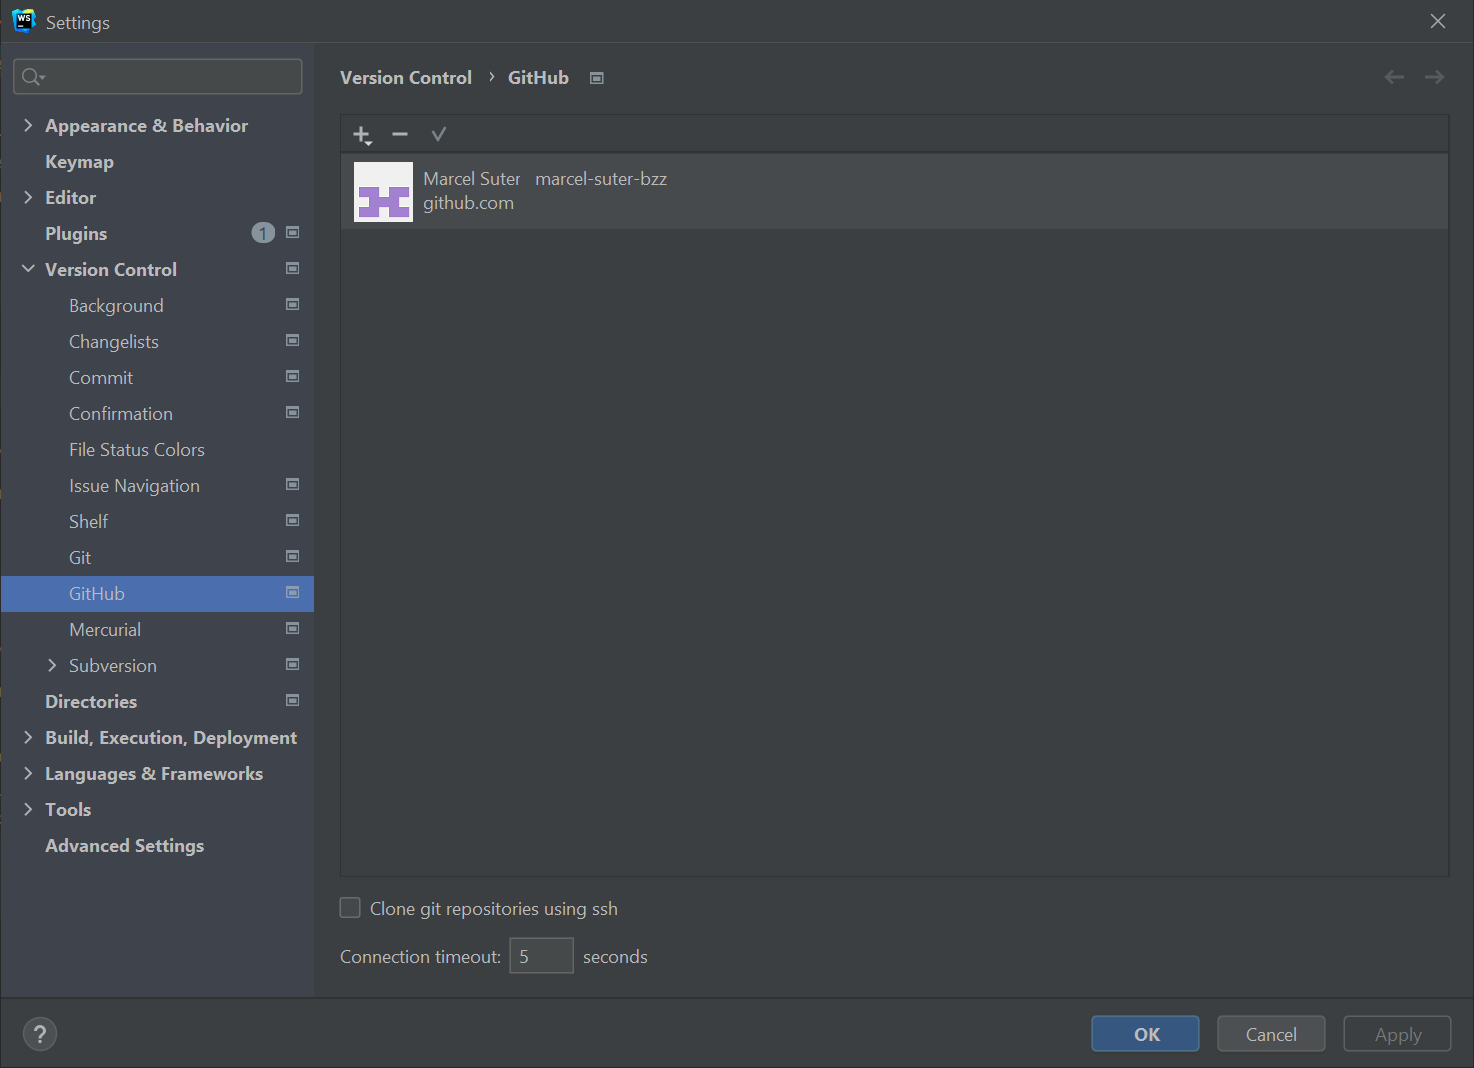 WS
Settings
Appearance & Behavior
Keymap
Editor
Plugins 1
Version Control
Background
Changelists
Commit
Confirmation
File Status Colors
Issue Navigation
Shelf
Git
GitHub
Mercurial
Subversion
Directories
Build, Execution, Deployment
Languages & Frameworks
Tools
Advanced Settings
Version Control › GitHub
Marcel Suter marcel-suter-bzz
github.com
Clone git repositories using ssh
Connection timeout: 5 seconds
?
OK Cancel Apply